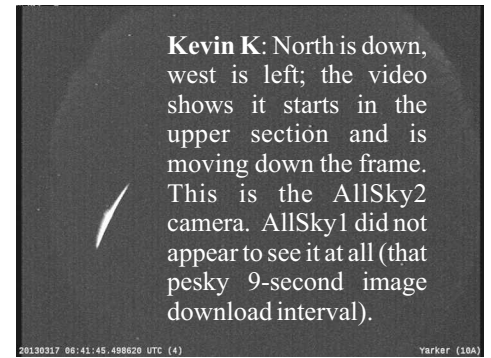 Kevin K: North is down,
west is left; the video
shows it starts in the
upper section and is
moving down the frame.
This is the AllSky2
camera. AllSky1 did not
appear to see it at all (that
pesky 9-second image
download interval).
20130317 06:41:45.498620 UTC (4) Yarker (10A)